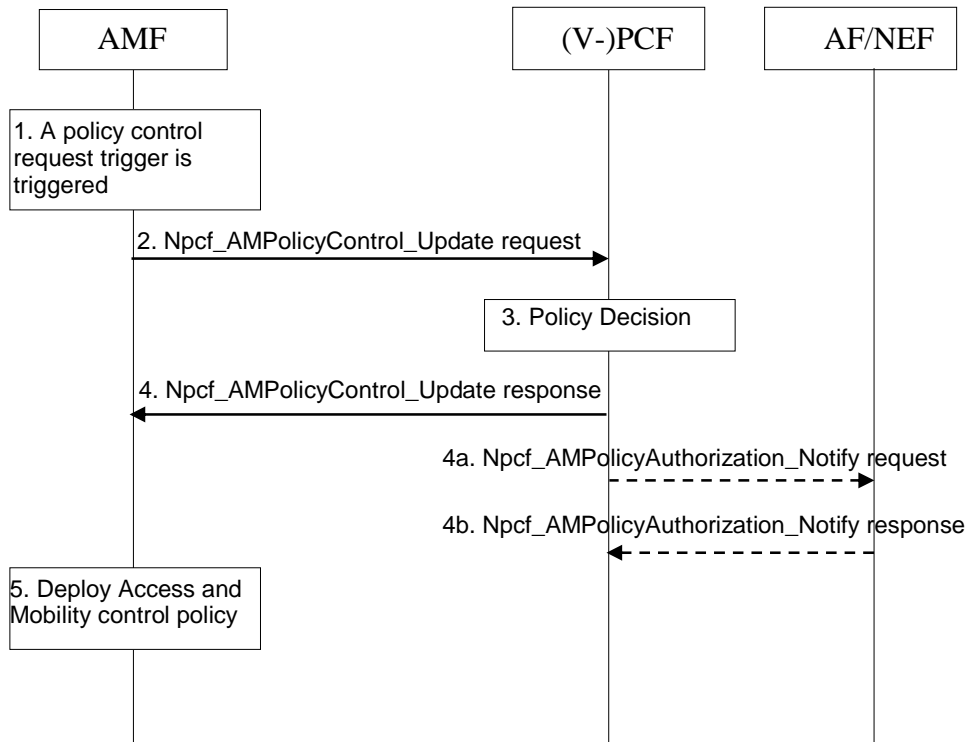 AMF
(V-)PCF
AF/NEF
1. A policy control
request trigger is
triggered
2. Npcf_AMPolicyControl_Update request
3. Policy Decision
4. Npcf_AMPolicyControl_Update response
4a. Npcf_AMPolicyAuthorization_Notify request
4b. Npcf_AMPolicyAuthorization_Notify response
5. Deploy Access and
Mobility control policy